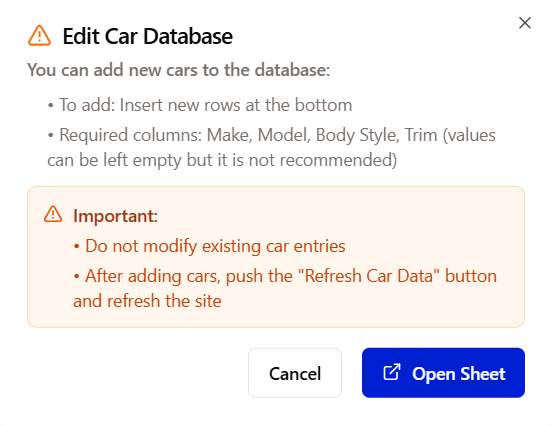 Edit Car Database
You can add new cars to the database:
• To add: Insert new rows at the bottom
• Required columns: Make, Model, Body Style, Trim (values
can be left empty but it is not recommended)
Important:
• Do not modify existing car entries
• After adding cars, push the "Refresh Car Data" button
and refresh the site
Cancel
Open Sheet